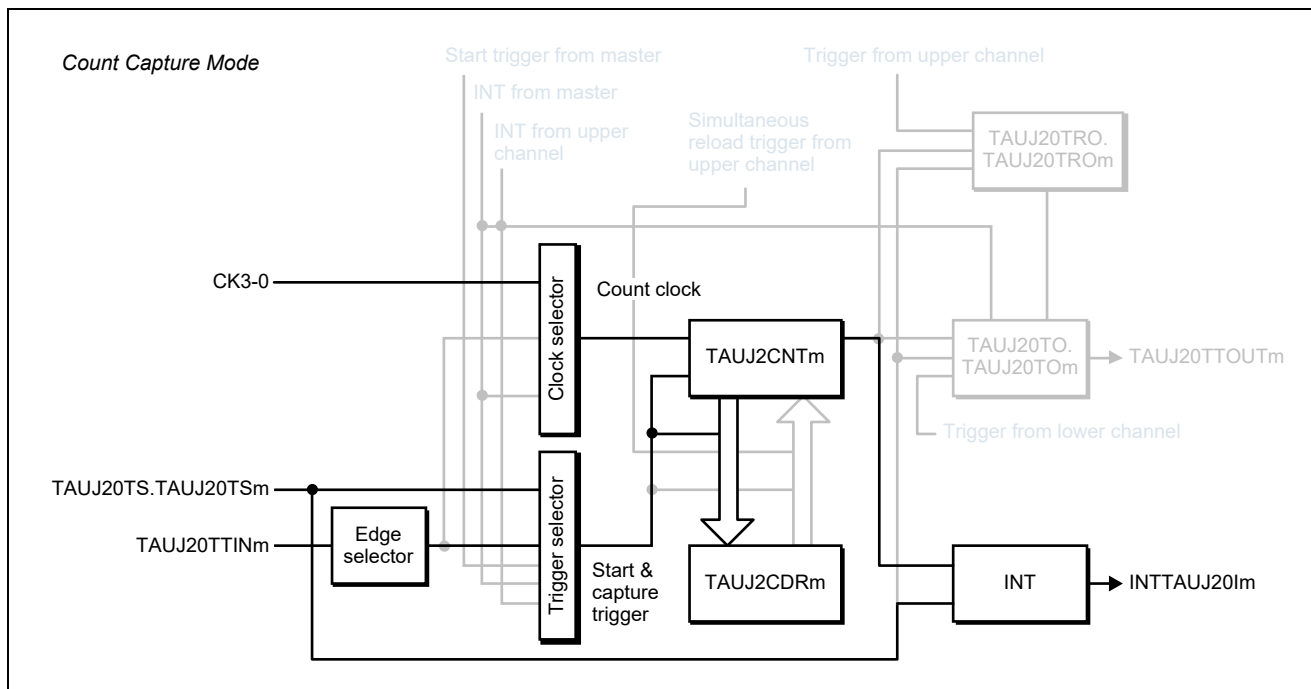 Count Capture Mode
Start trigger from master
Trigger from upper channel
INT from master
INT from upper
channel
Simultaneous
reload trigger from
upper channel
TAUJ20TRO.
TAUJ20TROm
CK3-0
Clock selector
Count clock
TAUJ2CNTm
TAUJ20TO.
TAUJ20TOm
TAUJ20TTOUTm
Trigger from lower channel
TAUJ20TS.TAUJ20TSm
TAUJ20TTINm
Edge
selector
Trigger selector
Start &
capture
trigger
TAUJ2CDRm
INT
INTTAUJ20Im